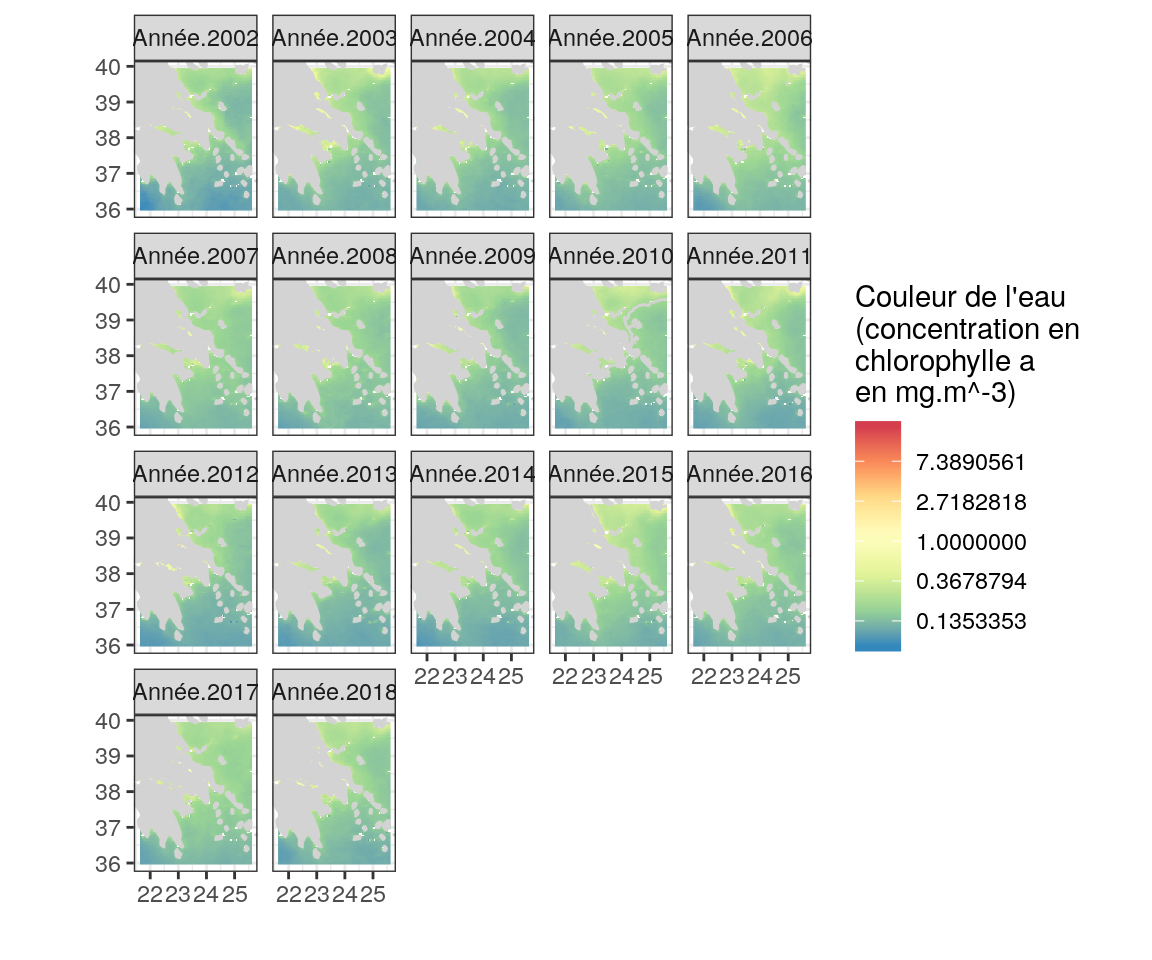 Année.2002 Année.2003 Année.2004 Année.2005 Année.2006
40
39
38
37
36
Année.2007 Année.2008 Année.2009 Année.2010 Année.2011
40
39
38
37
36
Année.2012 Année.2013 Année.2014 Année.2015 Année.2016
40
39
38
37
36
22 23 24 25 22 23 24 25 22 23 24 25
Année.2017 Année.2018
40
39
38
37
36
22 23 24 25 22 23 24 25
Couleur de l'eau
(concentration en
chlorophylle a
en mg.m^-3)
7.3890561
2.7182818
1.0000000
0.3678794
0.1353353